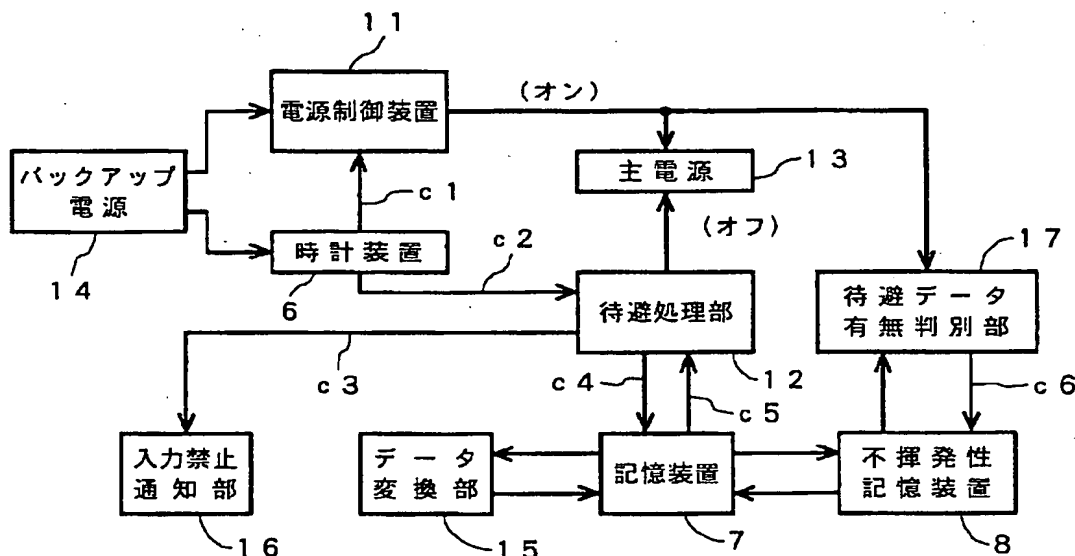 11
電源制御装置
(オン)
バックアップ
電源
14
c1
主電源
13
(オフ)
時計装置
6
c2
17
待避処理部
待避データ
有無判別部
c3
c4
c5
12
c6
入力禁止
通知部
16
データ
変換部
15
記憶装置
7
不揮発性
記憶装置
8